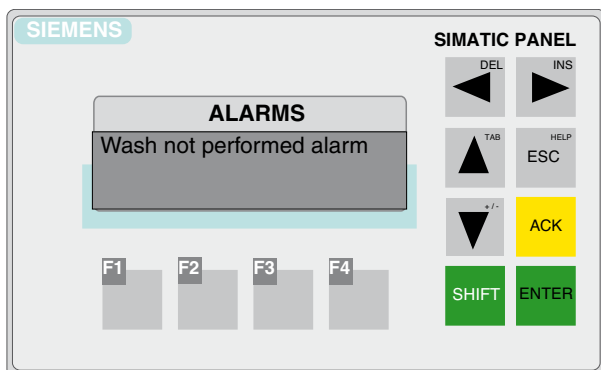 SIEMENS
SIMATIC PANEL
DEL
INS
ALARMS
Wash not performed alarm
TAB
HELP
ESC
+ / -
ACK
F1
F2
F3
F4
SHIFT
ENTER